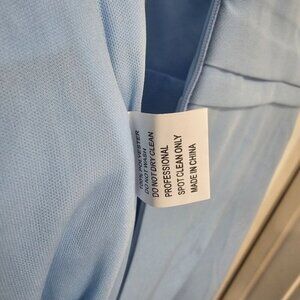 100% POLYESTER
DO NOT WASH
DO NOT DRY CLEAN
PROFESSIONAL
SPOT CLEAN ONLY
MADE IN CHINA